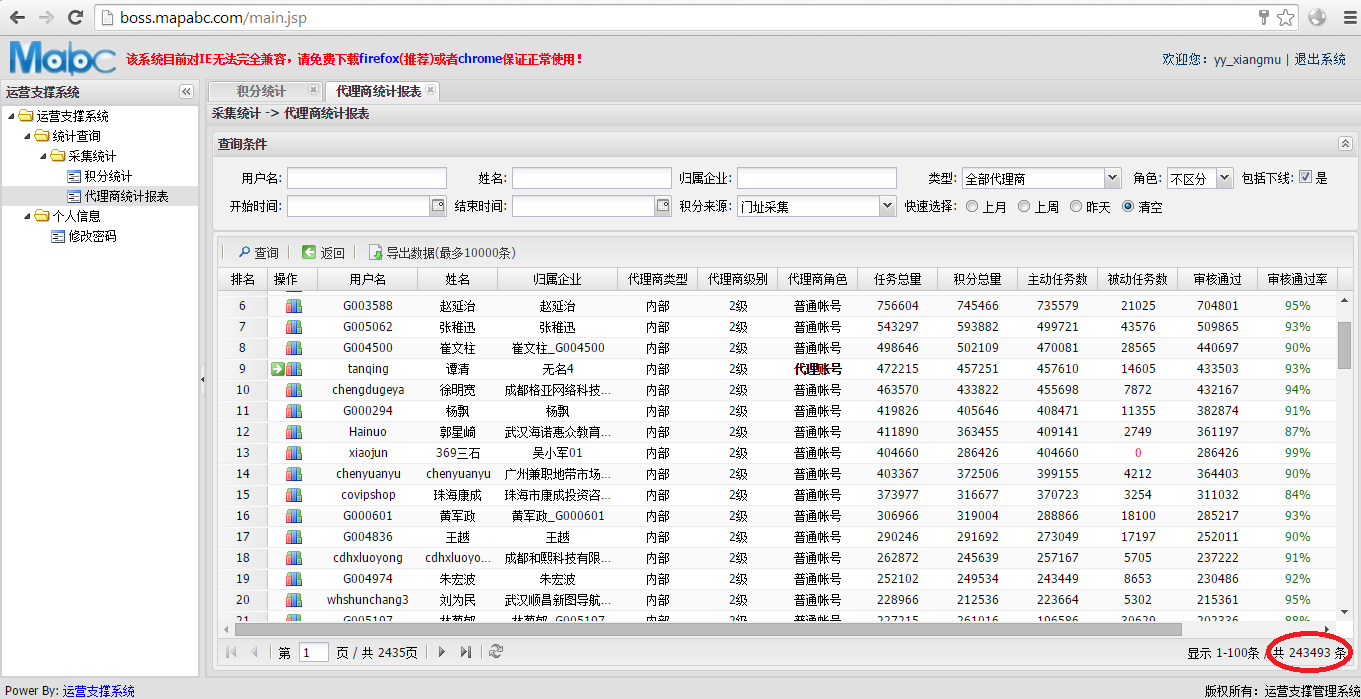 boss.mapabc.com/main.jsp
Mabc 该系统目前对IE无法完全兼容，请免费下载firefox(推荐)或者chrome保证正常使用！ 欢迎您：yy_xiangmu | 退出系统
运营支撑系统 积分统计 代理商统计报表
采集统计 -> 代理商统计报表
运营支撑系统
统计查询
采集统计
积分统计
代理商统计报表
个人信息
修改密码
查询条件
用户名: 姓名: 归属企业: 类型: 全部代理商 角色: 不区分 包括下线: 是
开始时间: 结束时间: 积分来源: 门址采集 快速选择: 上月 上周 昨天 清空
查询 返回 导出数据(最多10000条)
排名 操作 用户名 姓名 归属企业 代理商类型 代理商级别 代理商角色 任务总量 积分总量 主动任务数 被动任务数 审核通过 审核通过率
6 G003588 赵延治 赵延治 内部 2级 普通帐号 756604 745466 735579 21025 704801 95%
7 G005062 张稚迅 张稚迅 内部 2级 普通帐号 543297 593882 499721 43576 509865 93%
8 G004500 崔文柱 崔文柱_G004500 内部 2级 普通帐号 498646 502109 470081 28565 440697 90%
9 tanqing 谭清 无名4 内部 2级 代理账号 472215 457251 457610 14605 433503 93%
10 chengdugeya 徐明宽 成都格亚网络科技... 内部 2级 普通帐号 463570 433822 455698 7872 432167 94%
11 G000294 杨飘 杨飘 内部 2级 普通帐号 419826 405646 408471 11355 382874 91%
12 Hainuo 郭星崎 武汉海诺惠众教育... 内部 2级 普通帐号 411890 363455 409141 2749 361197 87%
13 xiaojun 369三石 吴小军01 内部 2级 普通帐号 404660 286426 404660 0 286426 99%
14 chenyuanyu chenyuanyu 广州兼职地带市场... 内部 2级 普通帐号 403367 372506 399155 4212 364403 90%
15 covipshop 珠海康成 珠海市康成投资咨... 内部 2级 普通帐号 373977 316677 370723 3254 311032 84%
16 G000601 黄军政 黄军政_G000601 内部 2级 普通帐号 306966 319004 288866 18100 285217 93%
17 G004836 王越 王越 内部 2级 普通帐号 290246 291692 273049 17197 252011 90%
18 cdhxluoyong cdhxluoyo... 成都和熙科技有限... 内部 2级 普通帐号 262872 245639 257167 5705 237222 91%
19 G004974 朱宏波 朱宏波 内部 2级 普通帐号 252102 249534 243449 8653 230486 92%
20 whshunchang3 刘为民 武汉顺昌新图导航... 内部 2级 普通帐号 228966 212536 223664 5302 215361 95%
第 1 页 / 共 2435页 显示 1-100条 / 共 243493 条
Power By: 运营支撑系统 版权所有：运营支撑管理系统